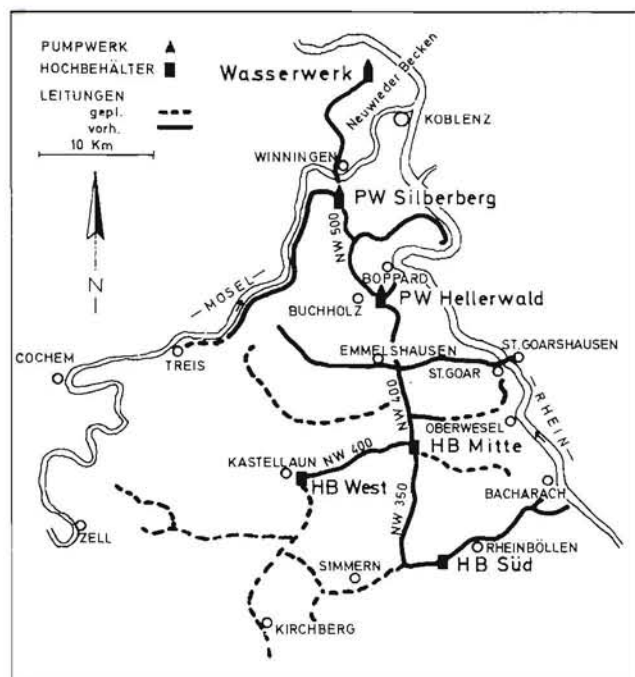 PUMPWERK
HOCHBEHÄLTER
LEITUNGEN
gepl.
vorh.
10 Km
N
Wasserwerk
Neuwieder Becken
KOBLENZ
WINNINGEN
PW Silberberg
NW 500
BOPPARD
—MOSEL—
BUCHHOLZ
PW Hellerwald
COCHEM
TREIS
EMMELSHAUSEN
ST.GOARSHAUSEN
ST.GOAR
NW 400
—RHEIN—
OBERWESEL
KASTELLAUN
NW 400
HB Mitte
HB West
BACHARACH
NW 350
ZELL
RHEINBÖLLEN
SIMMERN
HB Süd
KIRCHBERG